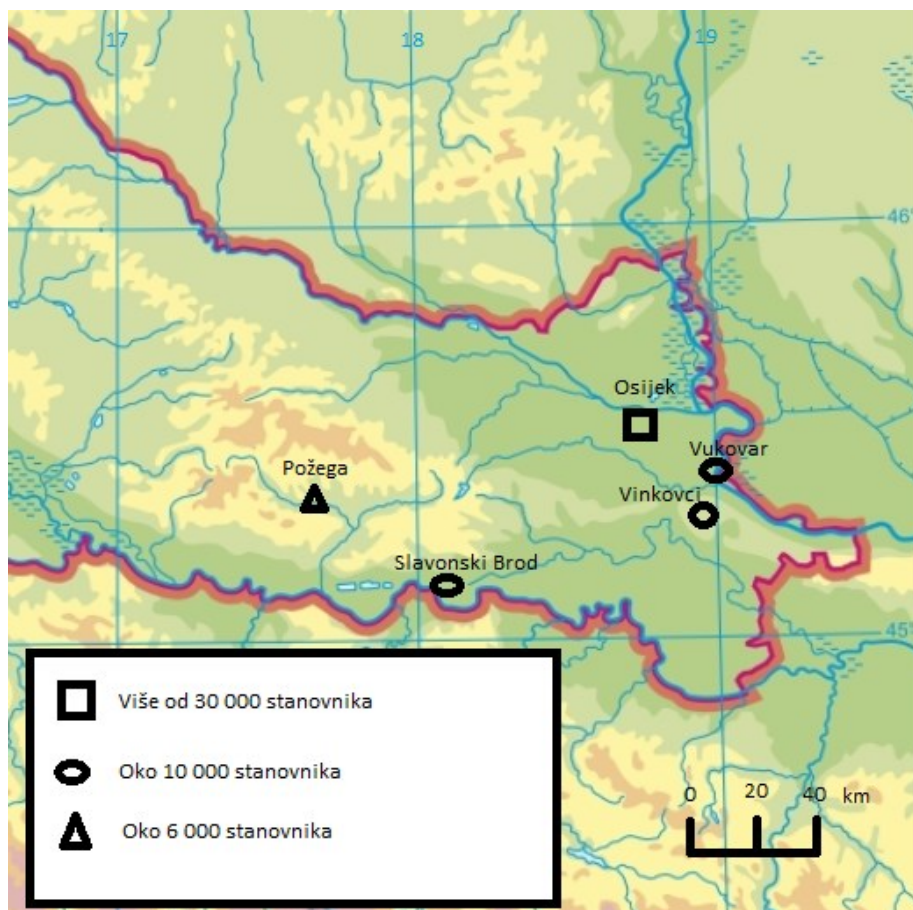 17
18
19
46
Osijek
Vukovar
Požega
Vinkovci
Slavonski Brod
45°
Više od 30 000 stanovnika
Oko 10 000 stanovnika
Oko 6 000 stanovnika
0 20 40 km